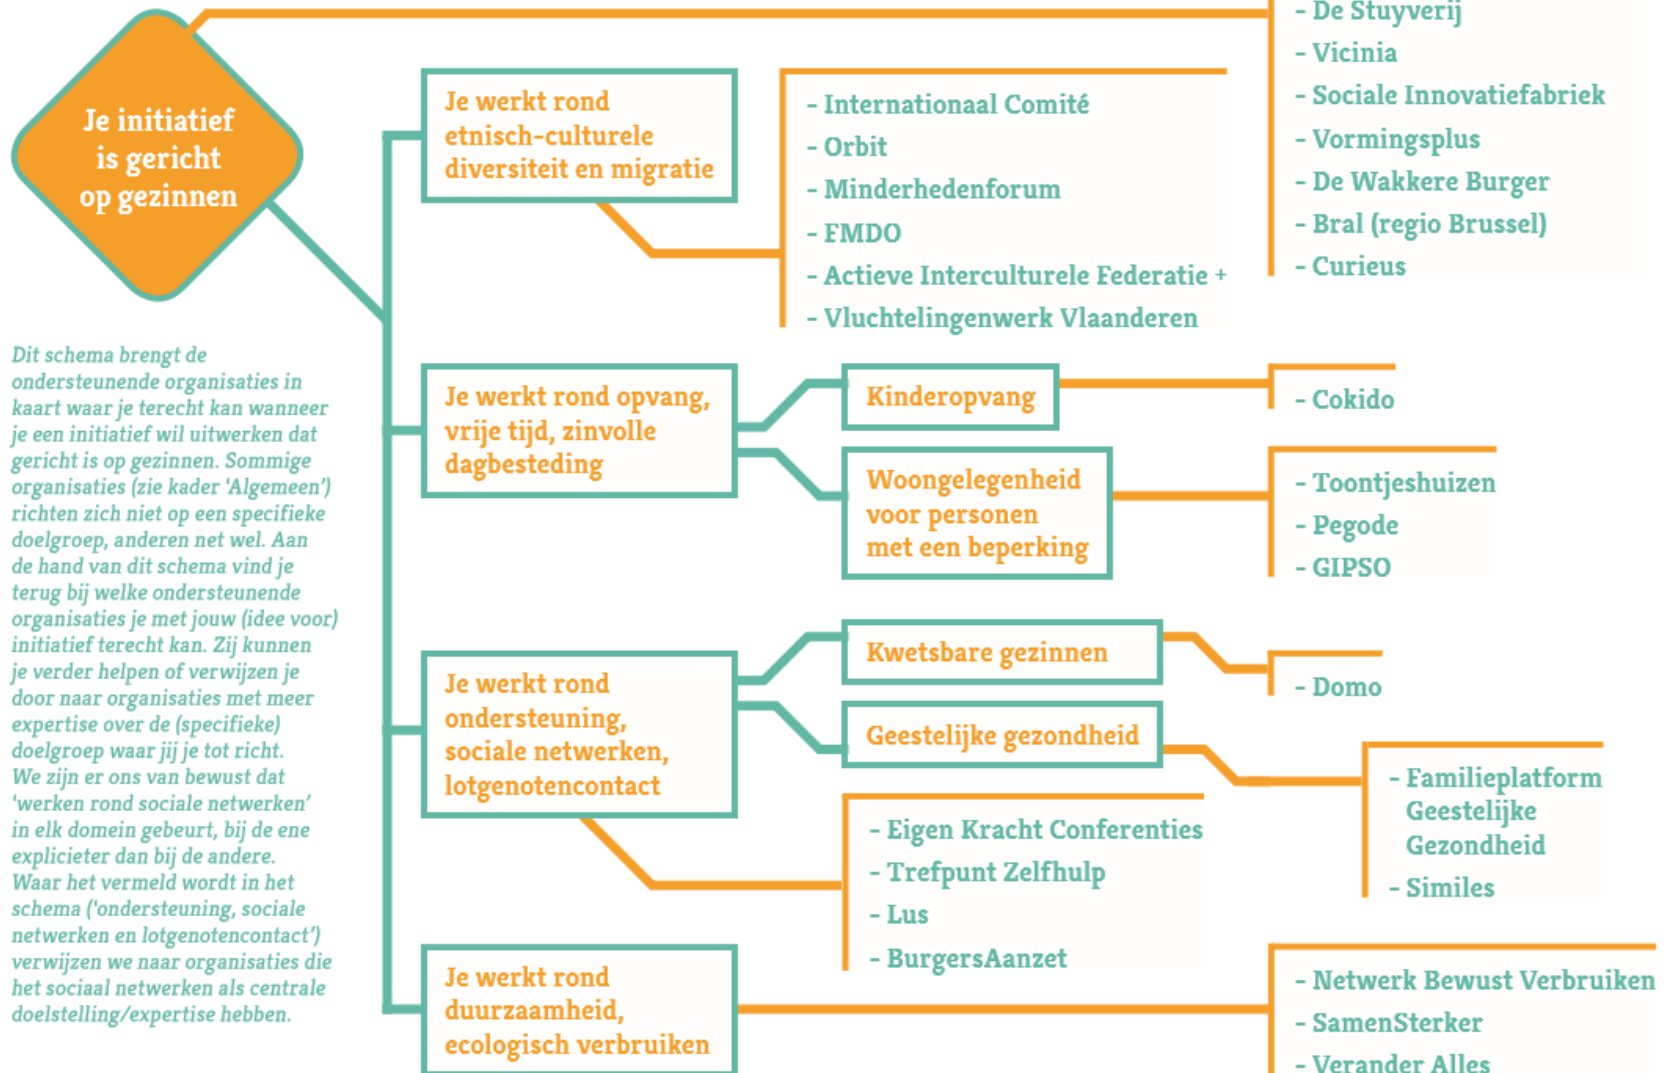 Je initiatief
is gericht
op gezinnen
- De Stuyverij
- Vicinia
- Sociale Innovatiefabriek
- Vormingsplus
- De Wakkere Burger
- Bral (regio Brussel)
- Curieus
Je werkt rond
etnisch-culturele
diversiteit en migratie
- Internationaal Comité
- Orbit
- Minderhedenforum
- FMDO
- Actieve Interculturele Federatie +
- Vluchtelingenwerk Vlaanderen
Dit schema brengt de
ondersteunende organisaties in
kaart waar je terecht kan wanneer
je een initiatief wil uitwerken dat
gericht is op gezinnen. Sommige
organisaties (zie kader ‘Algemeen’)
richten zich niet op een specifieke
doelgroep, anderen net wel. Aan
de hand van dit schema vind je
terug bij welke ondersteunende
organisaties je met jouw (idee voor)
initiatief terecht kan. Zij kunnen
je verder helpen of verwijzen je
door naar organisaties met meer
expertise over de (specifieke)
doelgroep waar jij je tot richt.
We zijn er ons van bewust dat
‘werken rond sociale netwerken’
in elk domein gebeurt, bij de ene
explicieter dan bij de andere.
Waar het vermeld wordt in het
schema (‘ondersteuning, sociale
netwerken en lotgenotencontact’)
verwijzen we naar organisaties die
het sociaal netwerken als centrale
doelstelling/expertise hebben.
Je werkt rond opvang,
vrije tijd, zinvolle
dagbesteding
Kinderopvang
- Cokido
Woongelegenheid
voor personen
met een beperking
- Toontjeshuizen
- Pegode
- GIPSO
Je werkt rond
ondersteuning,
sociale netwerken,
lotgenotencontact
Kwetsbare gezinnen
- Domo
Geestelijke gezondheid
- Familieplatform
Geestelijke
Gezondheid
- Similes
- Eigen Kracht Conferenties
- Trefpunt Zelfhulp
- Lus
- BurgersAanzet
Je werkt rond
duurzaamheid,
ecologisch verbruiken
- Netwerk Bewust Verbruiken
- SamenSterker
- Verander Alles